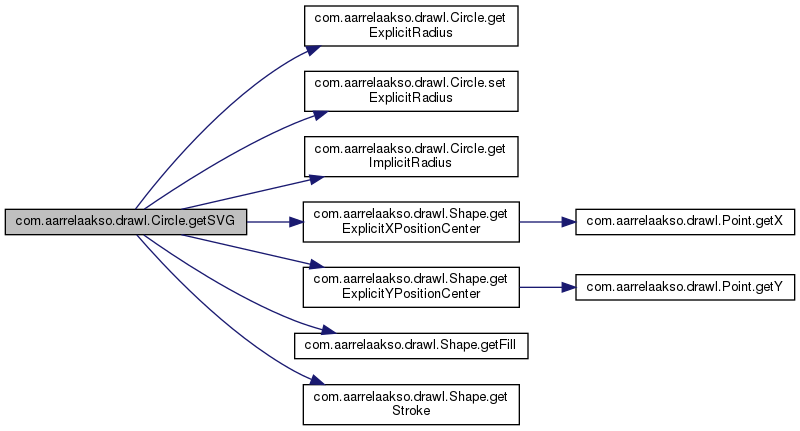 com.aarrelaakso.drawl.Circle.get
ExplicitRadius
com.aarrelaakso.drawl.Circle.set
ExplicitRadius
com.aarrelaakso.drawl.Circle.get
ImplicitRadius
com.aarrelaakso.drawl.Circle.getSVG
com.aarrelaakso.drawl.Shape.get
ExplicitXPositionCenter
com.aarrelaakso.drawl.Point.getX
com.aarrelaakso.drawl.Shape.get
ExplicitYPositionCenter
com.aarrelaakso.drawl.Point.getY
com.aarrelaakso.drawl.Shape.getFill
com.aarrelaakso.drawl.Shape.get
Stroke